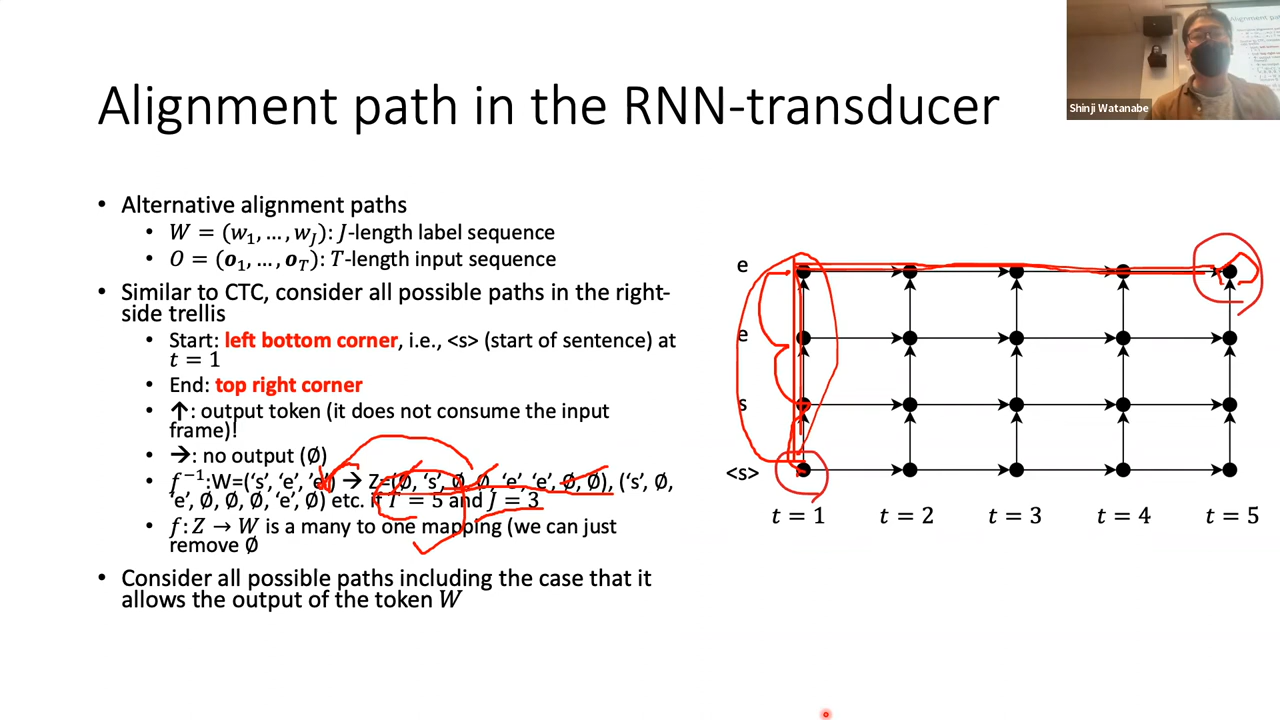 Alignment path in the RNN-transducer
Shinji Watanabe
• Alternative alignment paths
• W = (w₁, … , w_J): J-length label sequence
• O = (o₁, … , o_T): T-length input sequence
• Similar to CTC, consider all possible paths in the right-
side trellis
• Start: left bottom corner, i.e., <s> (start of sentence) at
t = 1
• End: top right corner
• ↑: output token (it does not consume the input
frame)!
• →: no output (∅)
• f⁻¹:W=('s', 'e', 'e') → Z=(∅, 's', ∅, ∅, 'e', 'e', ∅, ∅), ('s', ∅,
'e', ∅, ∅, ∅, 'e', ∅) etc. if T = 5 and J = 3
• f: Z → W is a many to one mapping (we can just
remove ∅
• Consider all possible paths including the case that it
allows the output of the token W
e
e
s
<s>
t = 1 t = 2 t = 3 t = 4 t = 5